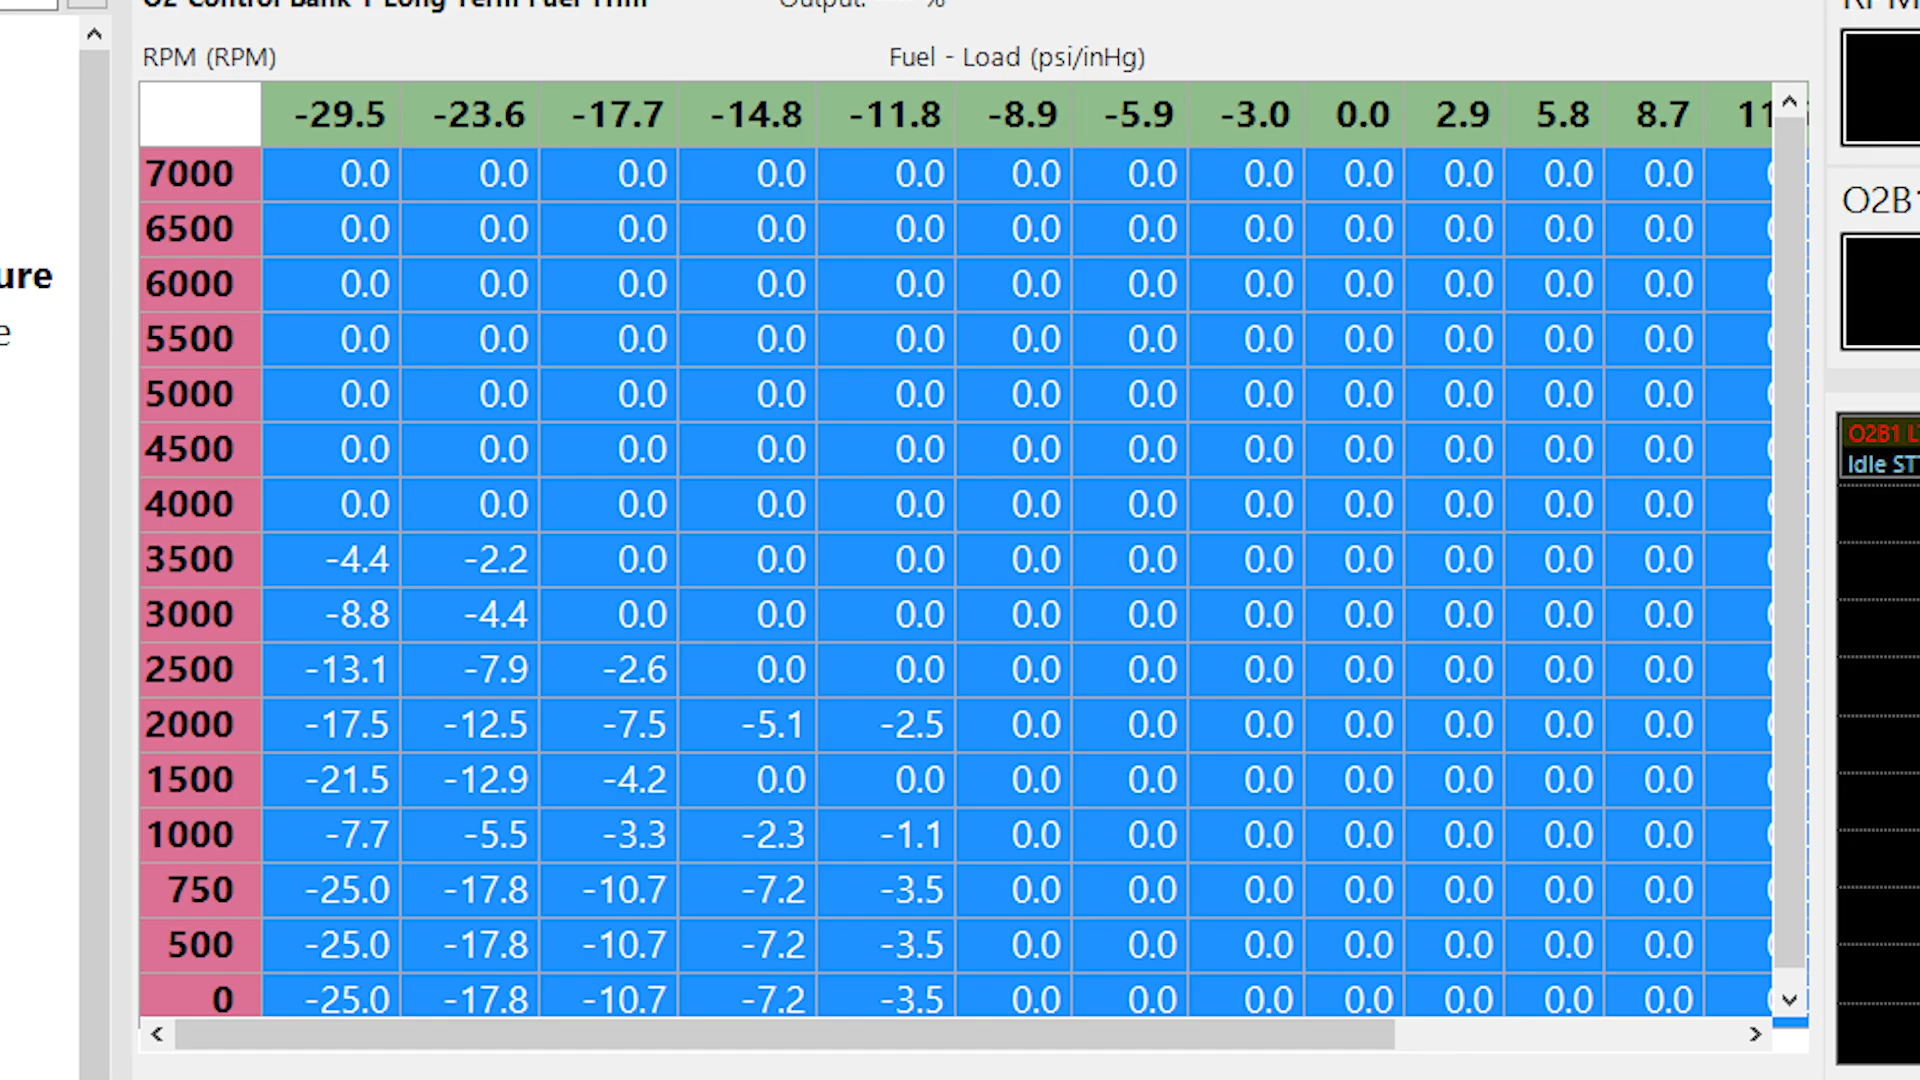 O2 Control Bank 1 Long Term Fuel Trim Output: %
RPM (RPM) Fuel - Load (psi/inHg)
-29.5 -23.6 -17.7 -14.8 -11.8 -8.9 -5.9 -3.0 0.0 2.9 5.8 8.7
7000 0.0 0.0 0.0 0.0 0.0 0.0 0.0 0.0 0.0 0.0 0.0 0.0
6500 0.0 0.0 0.0 0.0 0.0 0.0 0.0 0.0 0.0 0.0 0.0 0.0
6000 0.0 0.0 0.0 0.0 0.0 0.0 0.0 0.0 0.0 0.0 0.0 0.0
5500 0.0 0.0 0.0 0.0 0.0 0.0 0.0 0.0 0.0 0.0 0.0 0.0
5000 0.0 0.0 0.0 0.0 0.0 0.0 0.0 0.0 0.0 0.0 0.0 0.0
4500 0.0 0.0 0.0 0.0 0.0 0.0 0.0 0.0 0.0 0.0 0.0 0.0
4000 0.0 0.0 0.0 0.0 0.0 0.0 0.0 0.0 0.0 0.0 0.0 0.0
3500 -4.4 -2.2 0.0 0.0 0.0 0.0 0.0 0.0 0.0 0.0 0.0 0.0
3000 -8.8 -4.4 0.0 0.0 0.0 0.0 0.0 0.0 0.0 0.0 0.0 0.0
2500 -13.1 -7.9 -2.6 0.0 0.0 0.0 0.0 0.0 0.0 0.0 0.0 0.0
2000 -17.5 -12.5 -7.5 -5.1 -2.5 0.0 0.0 0.0 0.0 0.0 0.0 0.0
1500 -21.5 -12.9 -4.2 0.0 0.0 0.0 0.0 0.0 0.0 0.0 0.0 0.0
1000 -7.7 -5.5 -3.3 -2.3 -1.1 0.0 0.0 0.0 0.0 0.0 0.0 0.0
750 -25.0 -17.8 -10.7 -7.2 -3.5 0.0 0.0 0.0 0.0 0.0 0.0 0.0
500 -25.0 -17.8 -10.7 -7.2 -3.5 0.0 0.0 0.0 0.0 0.0 0.0 0.0
0 -25.0 -17.8 -10.7 -7.2 -3.5 0.0 0.0 0.0 0.0 0.0 0.0 0.0
ure
e
RPM
O2B1
O2B1 L
Idle ST